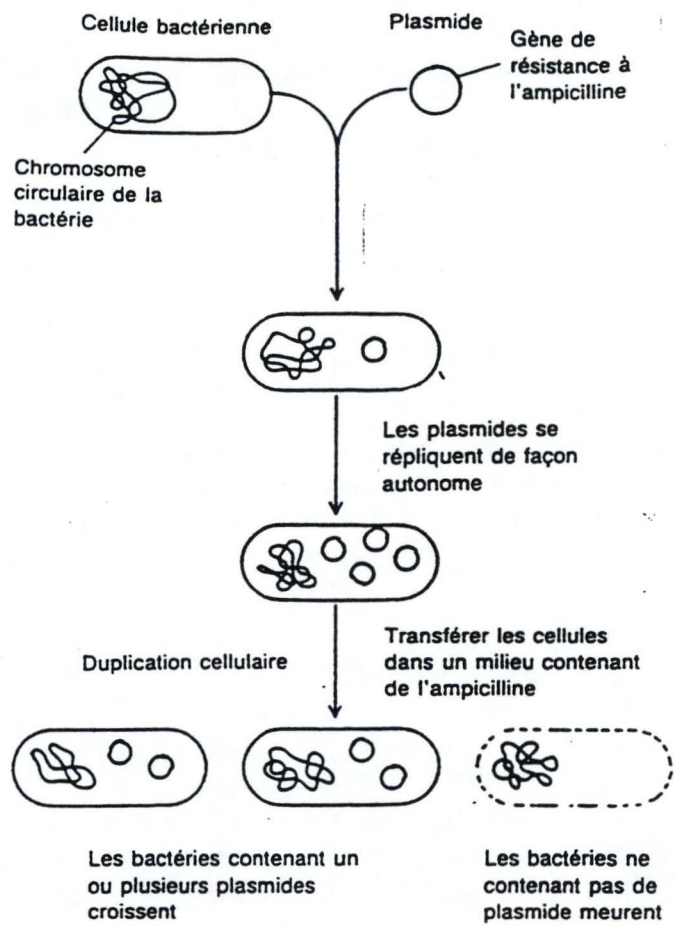 Cellule bactérienne
Plasmide
Gène de
résistance à
l'ampicilline
Chromosome
circulaire de la
bactérie
Les plasmides se
répliquent de façon
autonome
Duplication cellulaire
Transférer les cellules
dans un milieu contenant
de l'ampicilline
Les bactéries contenant un
ou plusieurs plasmides
croissent
Les bactéries ne
contenant pas de
plasmide meurent